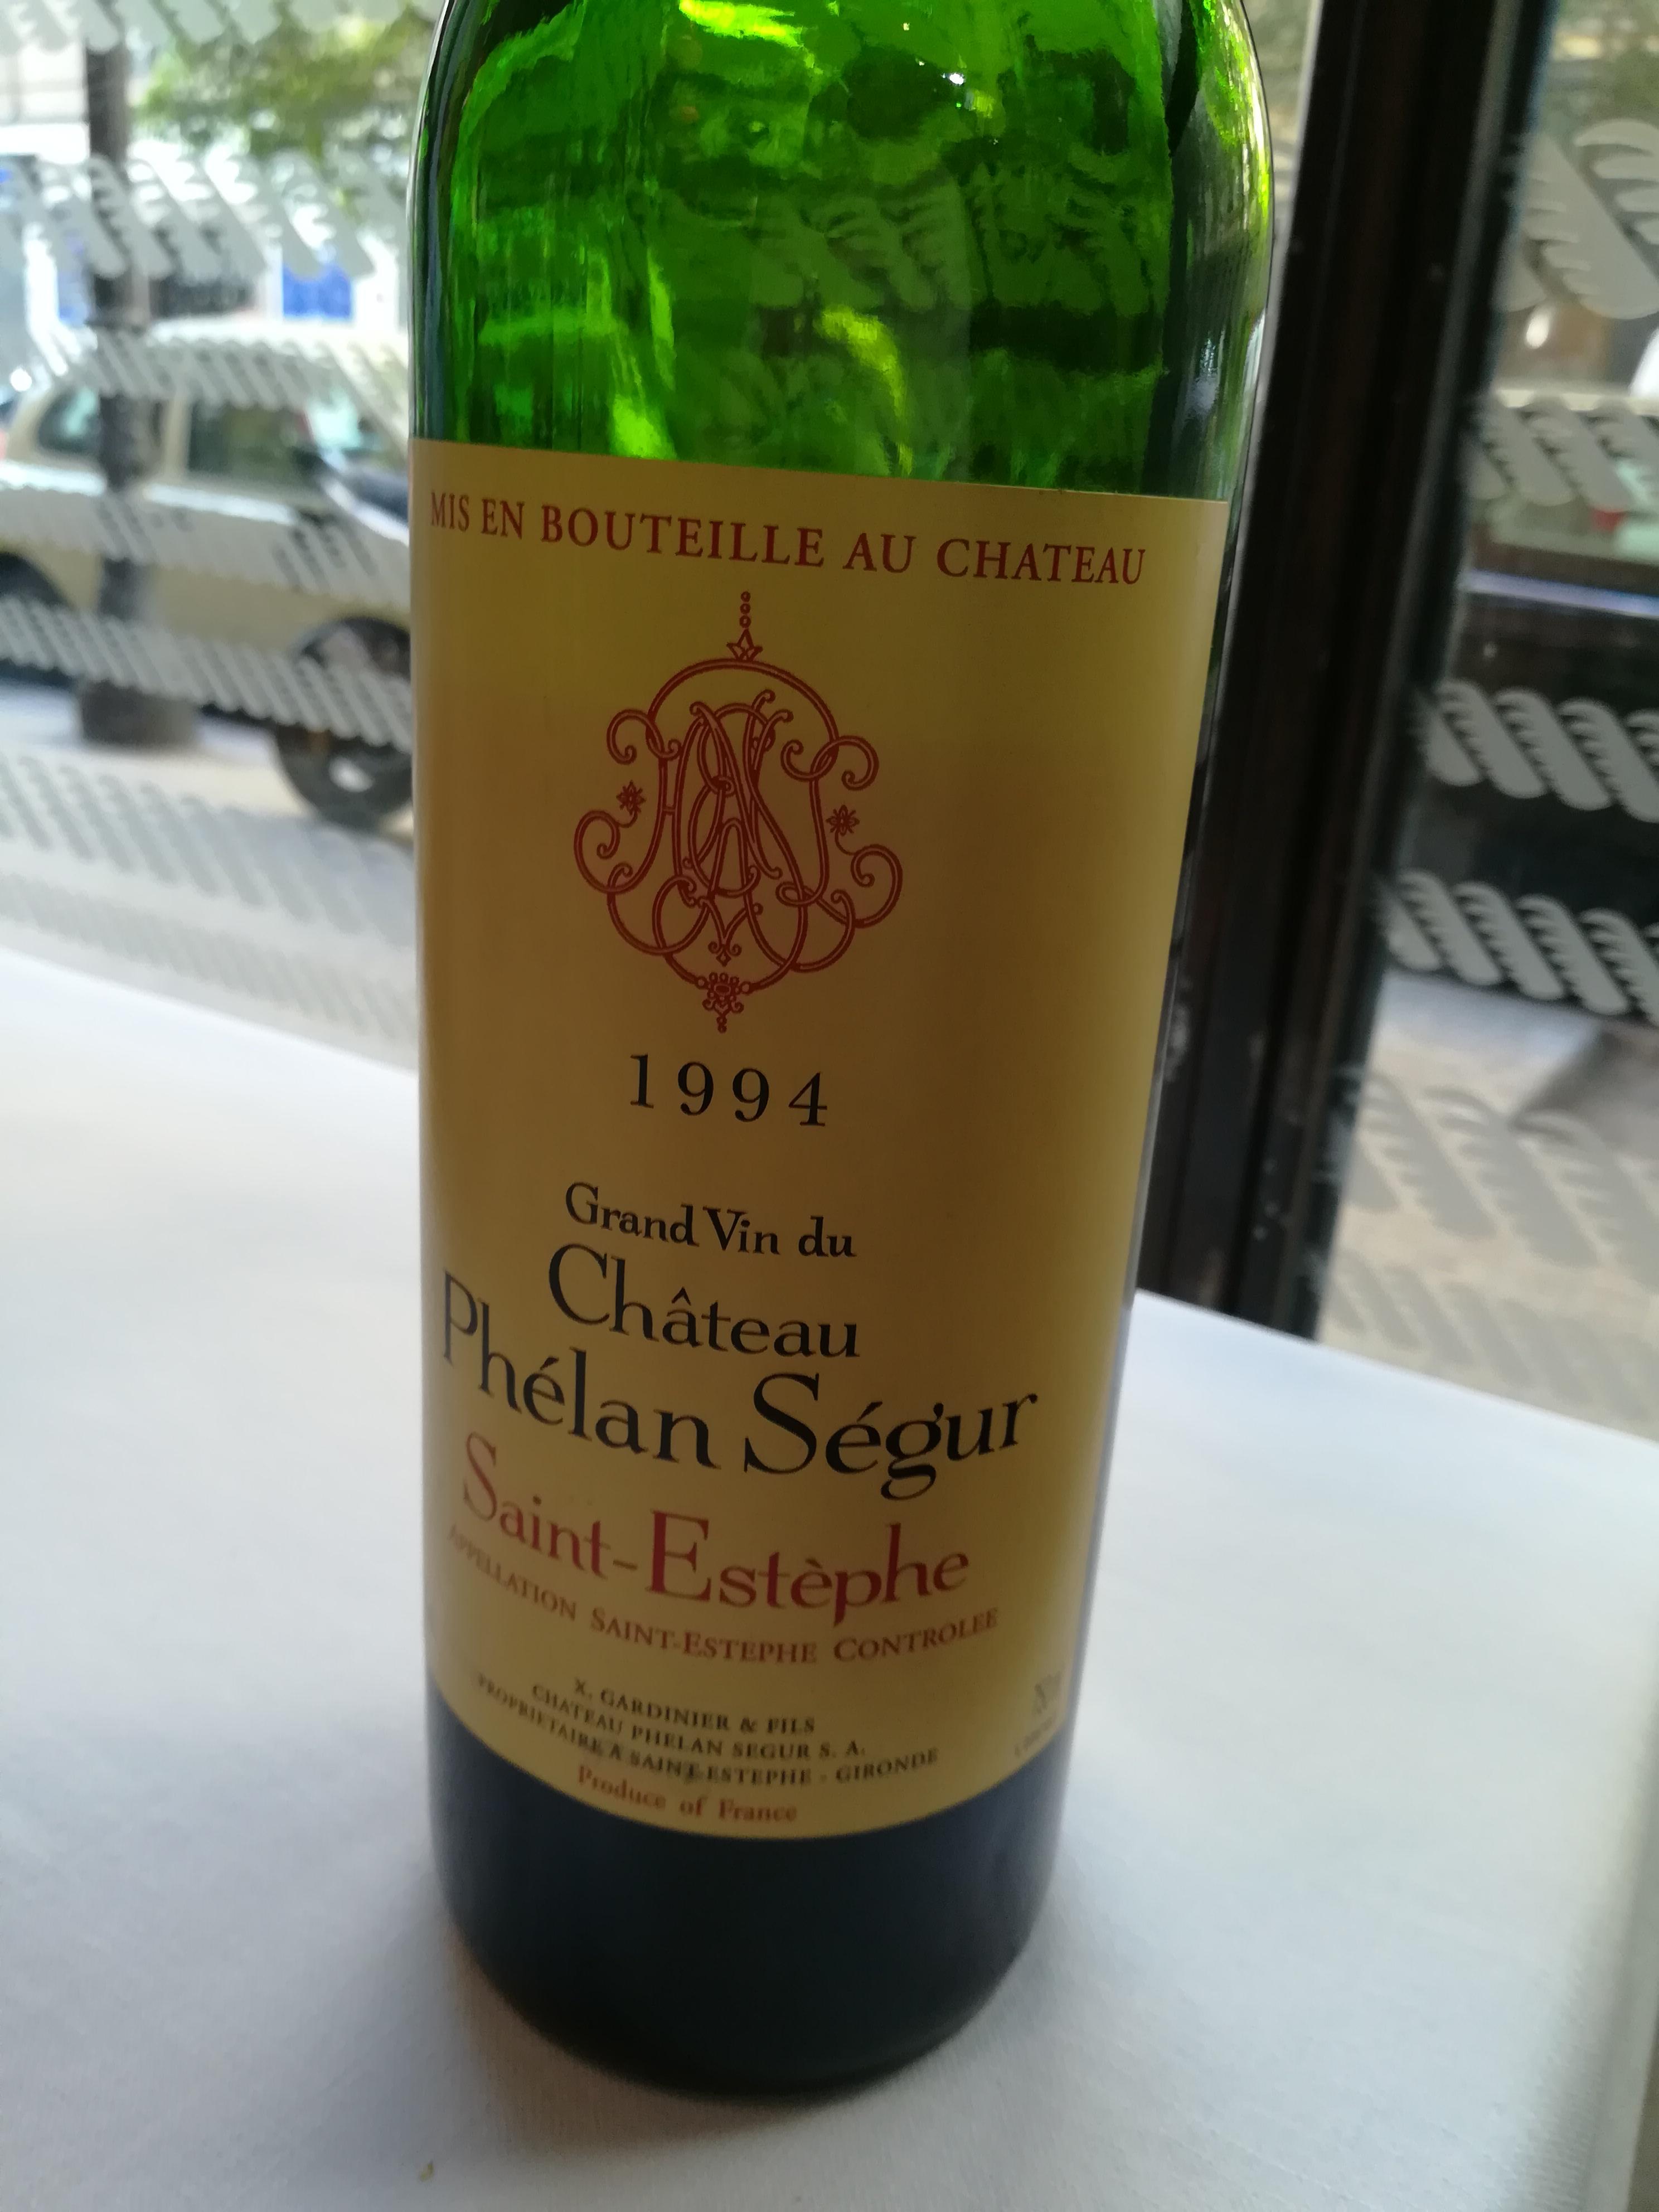 MIS EN BOUTEILLE AU CHATEAU
1994
Grand Vin du
Château
Phélan Ségur
Saint-Estèphe
APPELLATION SAINT-ESTEPHE CONTROLEE
X. GARDINIER & FILS
CHATEAU PHELAN SEGUR S. A.
PROPRIETAIRE A SAINT-ESTEPHE - GIRONDE
Produce of France